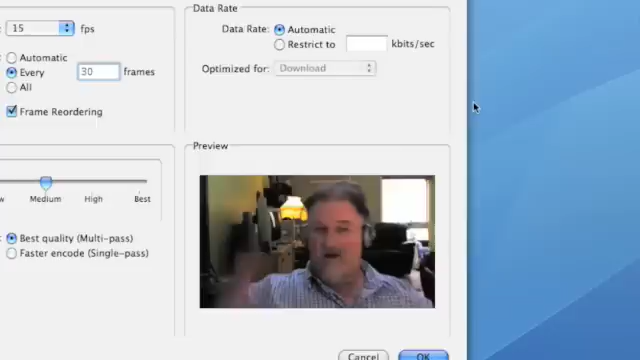 Data Rate
15 fps
Data Rate: Automatic
Restrict to kbits/sec
Automatic
Every 30 frames
Optimized for: Download
All
Frame Reordering
Preview
Medium High Best
Best quality (Multi-pass)
Faster encode (Single-pass)
Cancel OK